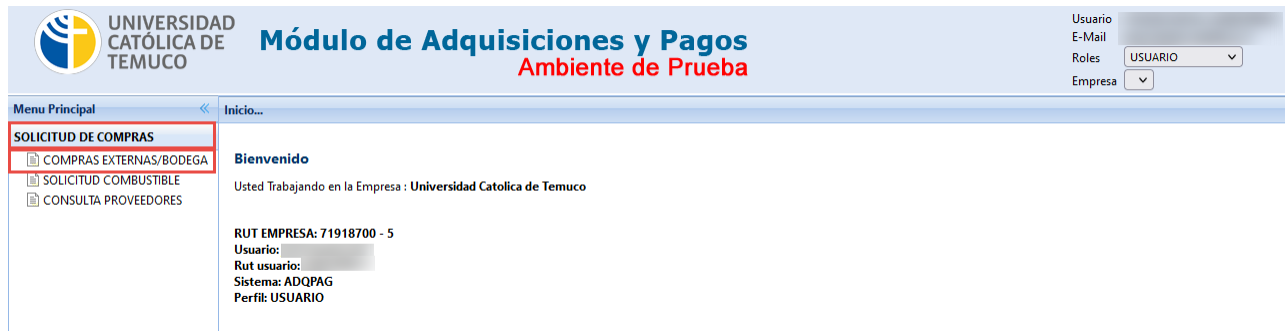 UNIVERSIDAD
CATÓLICA DE
TEMUCO
Módulo de Adquisiciones y Pagos
Ambiente de Prueba
Usuario
E-Mail
Roles USUARIO
Empresa
Menu Principal
Inicio...
SOLICITUD DE COMPRAS
COMPRAS EXTERNAS/BODEGA
SOLICITUD COMBUSTIBLE
CONSULTA PROVEEDORES
Bienvenido
Usted Trabajando en la Empresa : Universidad Catolica de Temuco
RUT EMPRESA: 71918700 - 5
Usuario:
Rut usuario:
Sistema: ADQPAG
Perfil: USUARIO